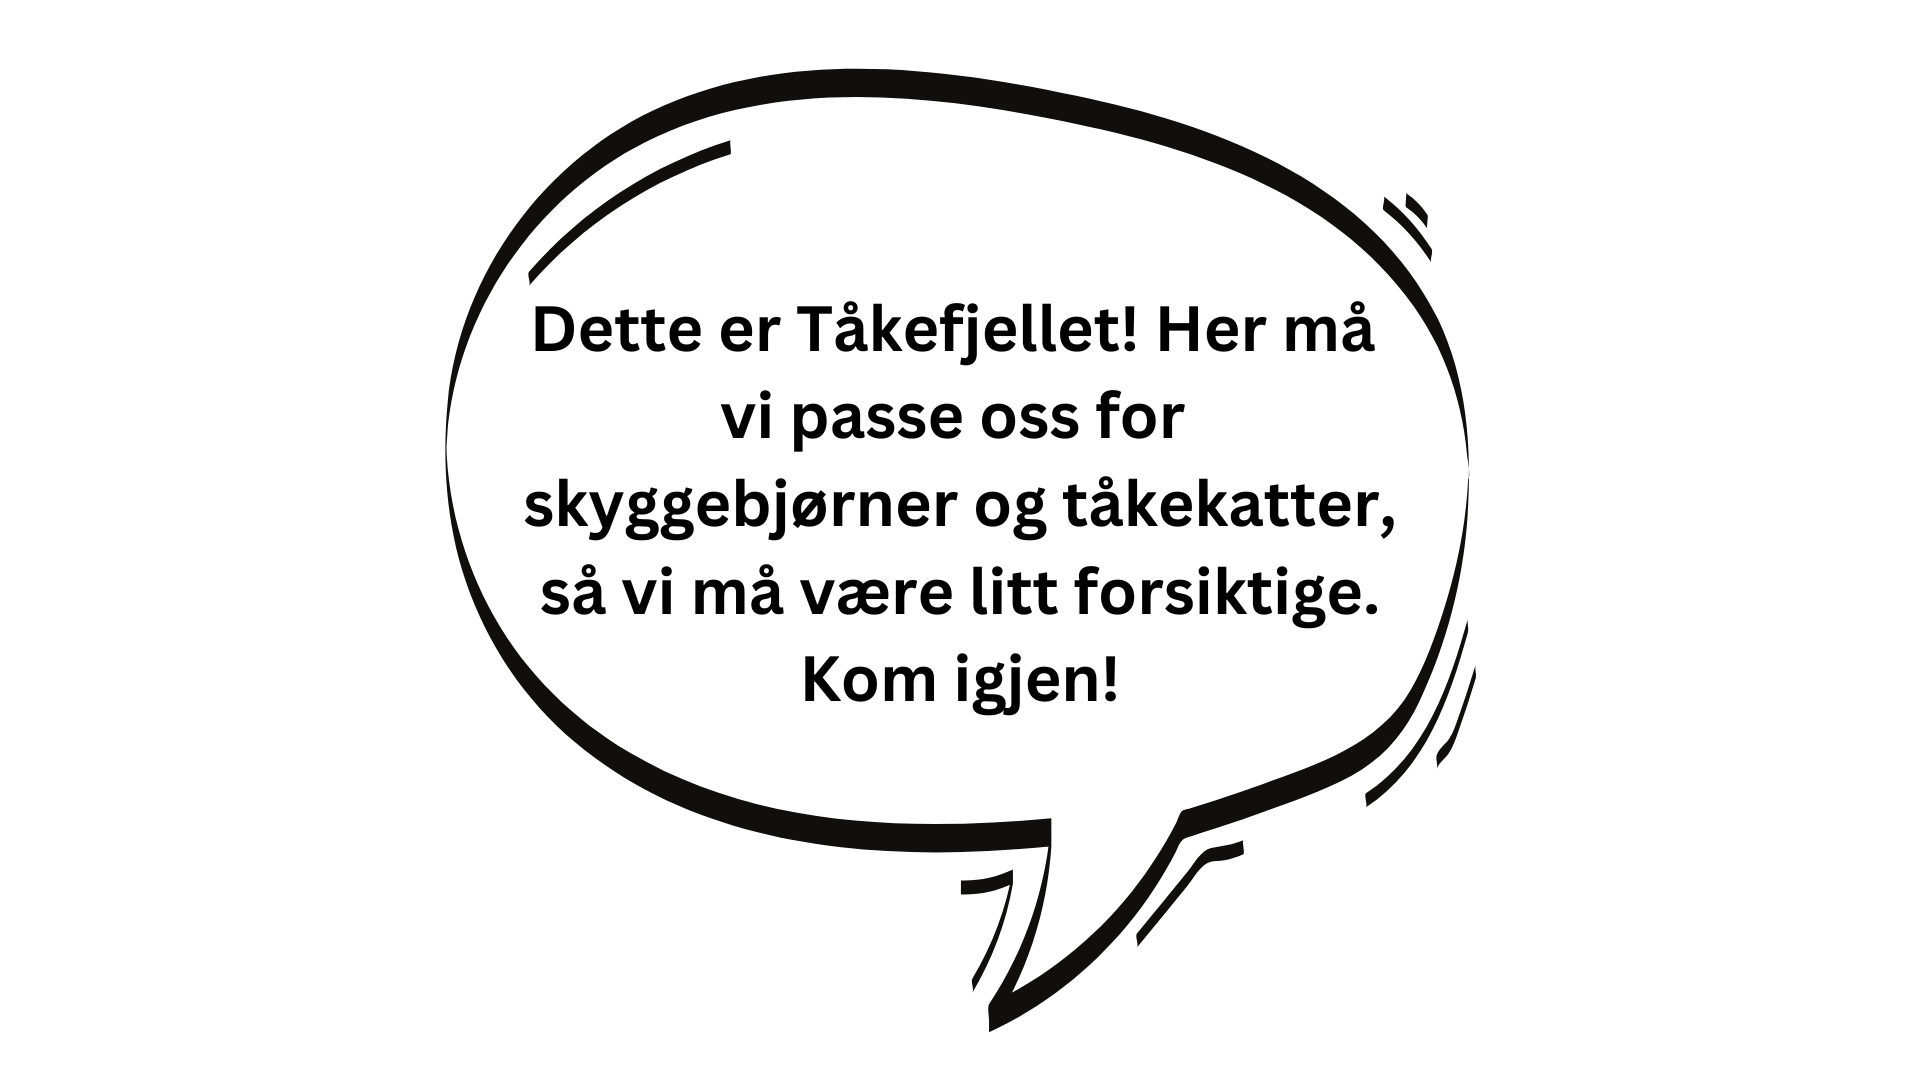 Dette er Tåkefjellet! Her må
vi passe oss for
skyggebjørner og tåkekatter,
så vi må være litt forsiktige.
Kom igjen!